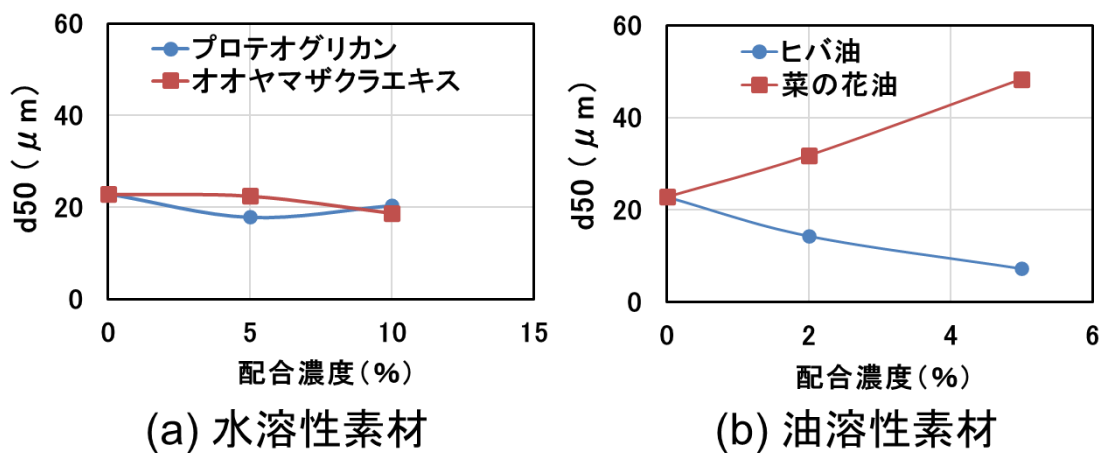 60
40
20
0
d50(μm)
プロテオグリカン
オオヤマザクラエキス
0 5 10 15
配合濃度(%)
(a) 水溶性素材
60
40
20
0
d50(μm)
ヒバ油
菜の花油
0 2 4 6
配合濃度(%)
(b) 油溶性素材